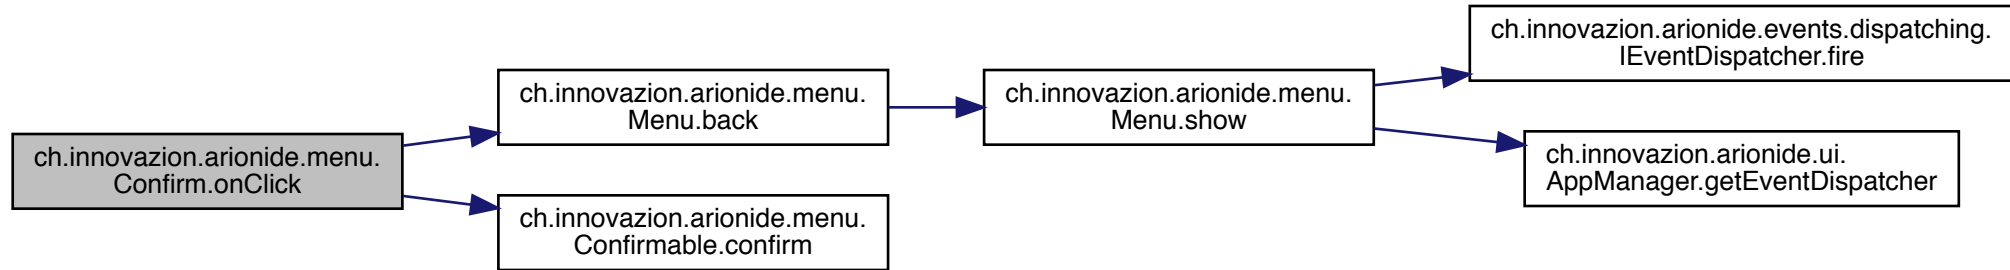 ch.innovazion.arionide.menu.
Confirm.onClick
ch.innovazion.arionide.menu.
Menu.back
ch.innovazion.arionide.menu.
Confirmable.confirm
ch.innovazion.arionide.menu.
Menu.show
ch.innovazion.arionide.events.dispatching.
IEventDispatcher.fire
ch.innovazion.arionide.ui.
AppManager.getEventDispatcher